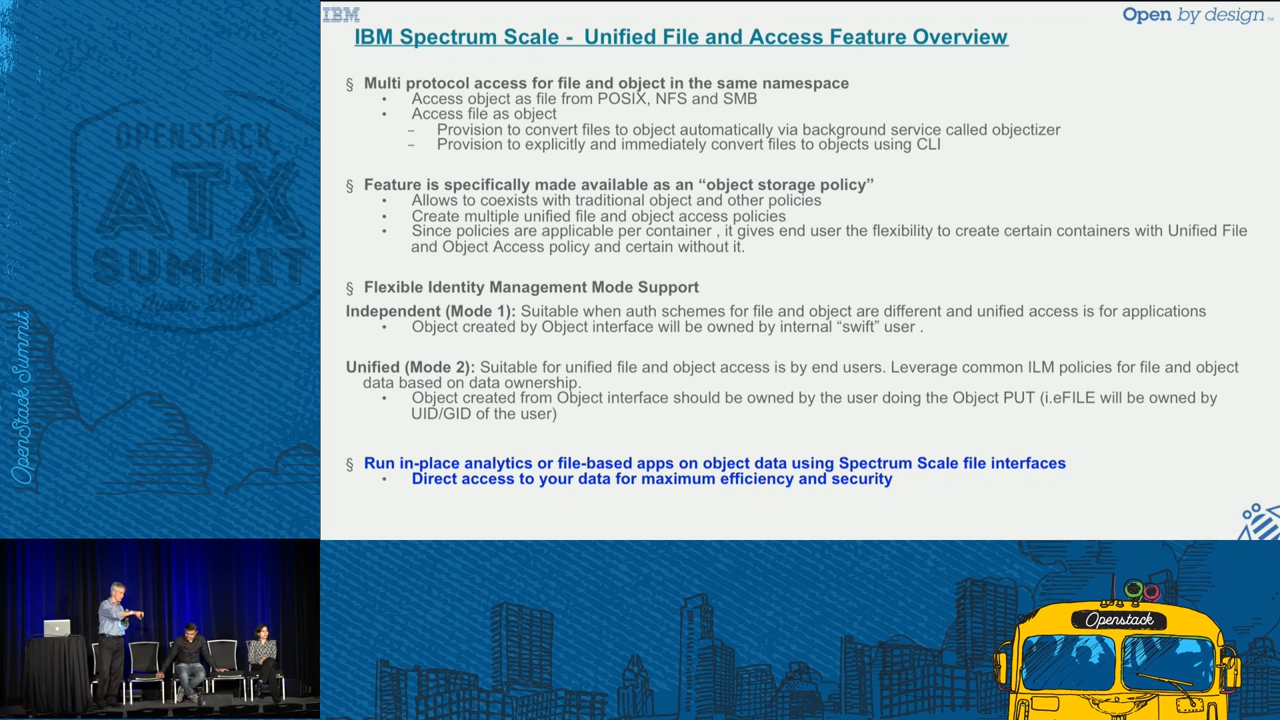 IBM
Open by design™
IBM Spectrum Scale - Unified File and Access Feature Overview
§ Multi protocol access for file and object in the same namespace
• Access object as file from POSIX, NFS and SMB
• Access file as object
– Provision to convert files to object automatically via background service called objectizer
– Provision to explicitly and immediately convert files to objects using CLI
§ Feature is specifically made available as an “object storage policy”
• Allows to coexists with traditional object and other policies
• Create multiple unified file and object access policies
• Since policies are applicable per container , it gives end user the flexibility to create certain containers with Unified File
and Object Access policy and certain without it.
§ Flexible Identity Management Mode Support
Independent (Mode 1): Suitable when auth schemes for file and object are different and unified access is for applications
• Object created by Object interface will be owned by internal “swift” user .
Unified (Mode 2): Suitable for unified file and object access is by end users. Leverage common ILM policies for file and object
data based on data ownership.
• Object created from Object interface should be owned by the user doing the Object PUT (i.eFILE will be owned by
UID/GID of the user)
§ Run in-place analytics or file-based apps on object data using Spectrum Scale file interfaces
• Direct access to your data for maximum efficiency and security
OPENSTACK
ATX
SUMMIT
Austin 2016
OpenStack Summit
Openstack